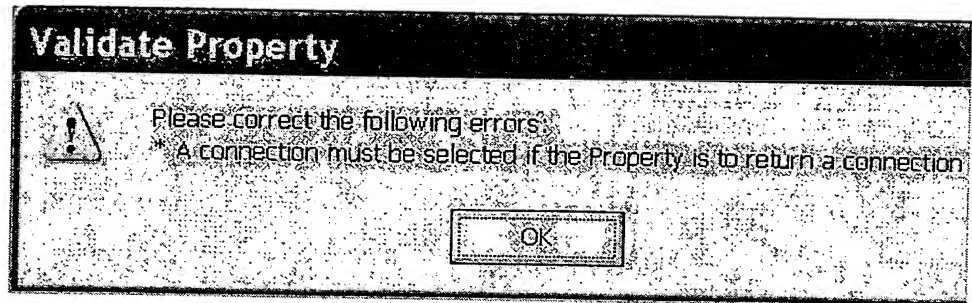 Validate Property
Please correct the following errors:
* A connection must be selected if the Property is to return a connection
OK